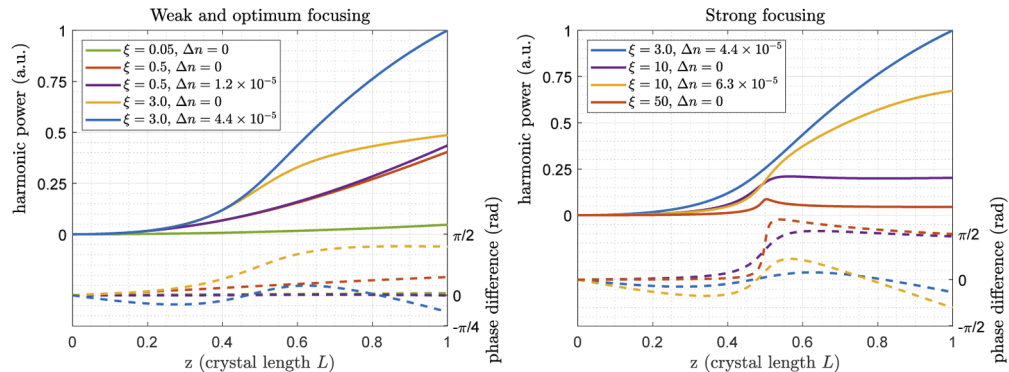 Weak and optimum focusing
harmonic power (a.u.)
1
0.75
0.5
0.25
0
ξ = 0.05, Δn = 0
ξ = 0.5, Δn = 0
ξ = 0.5, Δn = 1.2 × 10⁻⁵
ξ = 3.0, Δn = 0
ξ = 3.0, Δn = 4.4 × 10⁻⁵
π/2
0
-π/4
phase difference (rad)
0 0.2 0.4 0.6 0.8 1
z (crystal length L)
Strong focusing
harmonic power (a.u.)
1
0.75
0.5
0.25
0
ξ = 3.0, Δn = 4.4 × 10⁻⁵
ξ = 10, Δn = 0
ξ = 10, Δn = 6.3 × 10⁻⁵
ξ = 50, Δn = 0
π/2
0
-π/2
phase difference (rad)
0 0.2 0.4 0.6 0.8 1
z (crystal length L)